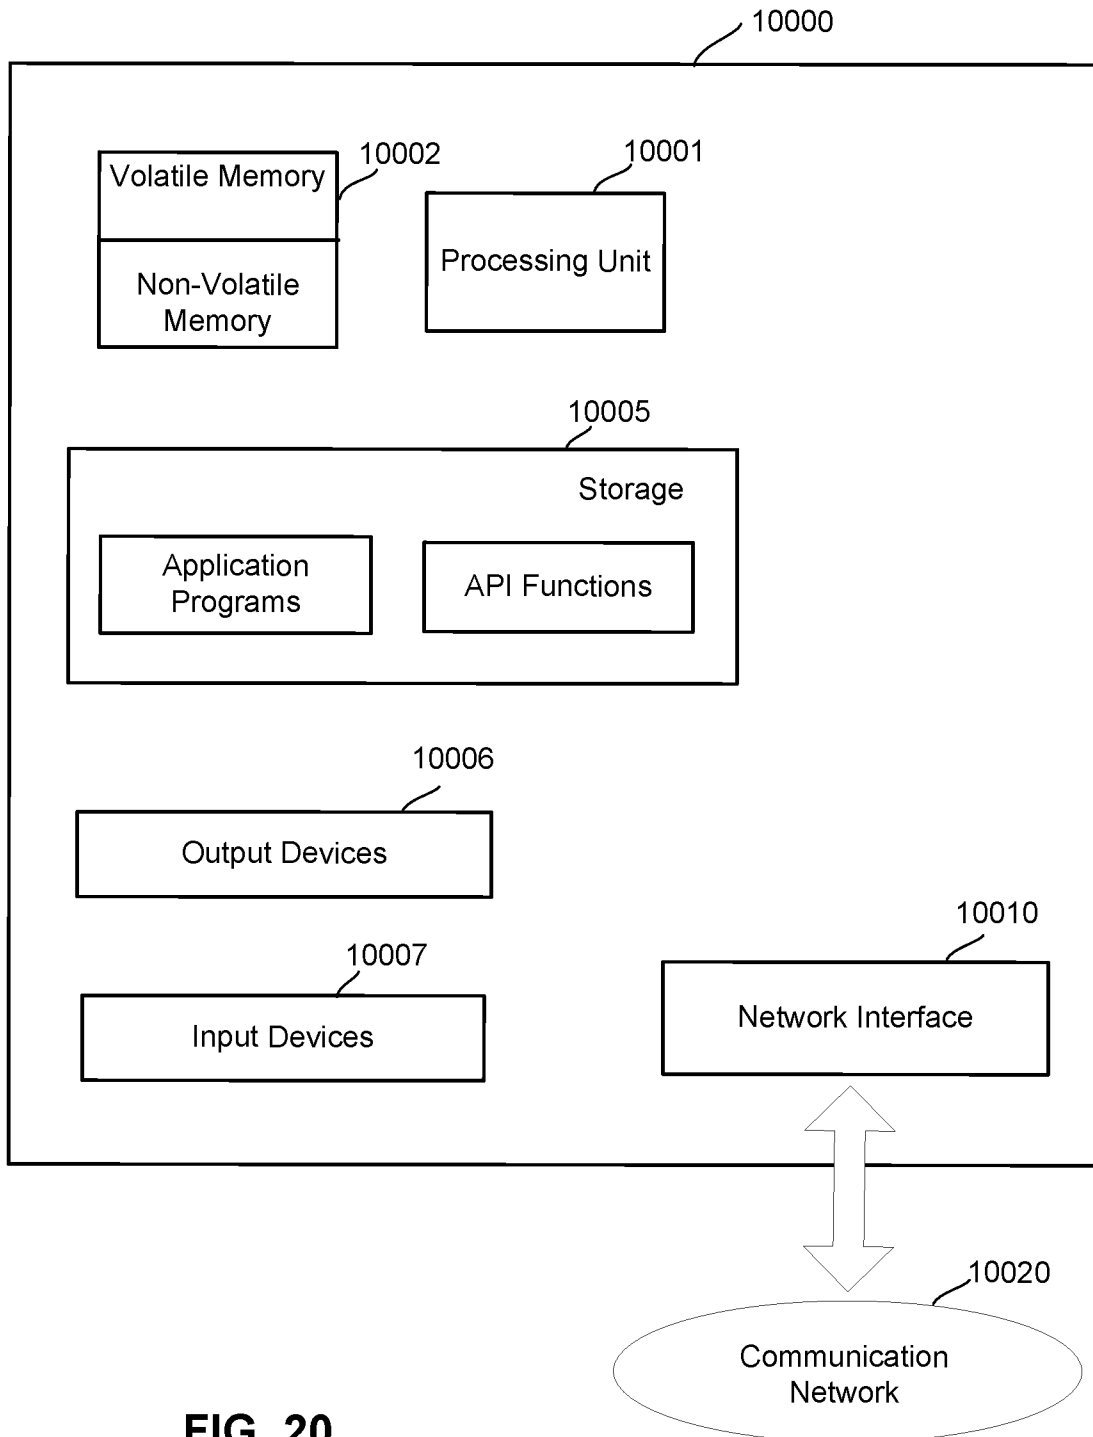 10000
10002
10001
Volatile Memory
Processing Unit
Non-Volatile
Memory
10005
Storage
Application
Programs
API Functions
10006
Output Devices
10010
10007
Network Interface
Input Devices
10020
Communication
Network
FIG. 20